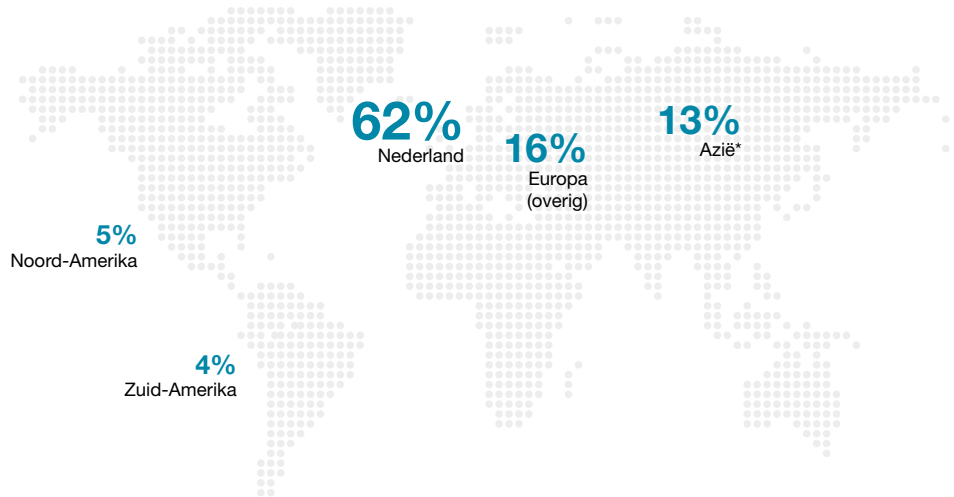 62%
Nederland
16%
Europa
(overig)
13%
Azië*
5%
Noord-Amerika
4%
Zuid-Amerika